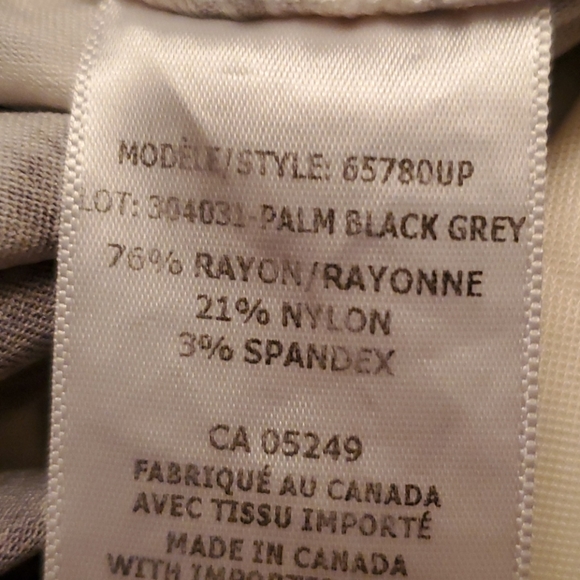 MODÈLE/STYLE: 65780UP
LOT: 304031-PALM BLACK GREY
76% RAYON/RAYONNE
21% NYLON
3% SPANDEX
CA 05249
FABRIQUÉ AU CANADA
AVEC TISSU IMPORTÉ
MADE IN CANADA
WITH